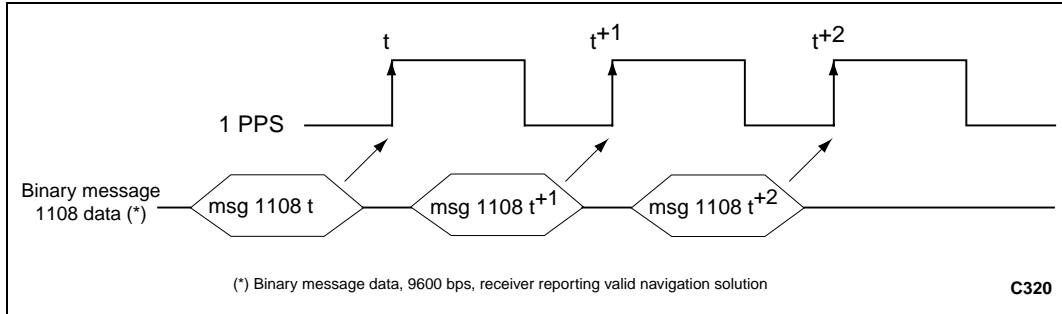 t t+1 t+2
1 PPS
Binary message
1108 data (*)
msg 1108 t msg 1108 t+1 msg 1108 t+2
(*) Binary message data, 9600 bps, receiver reporting valid navigation solution
C320